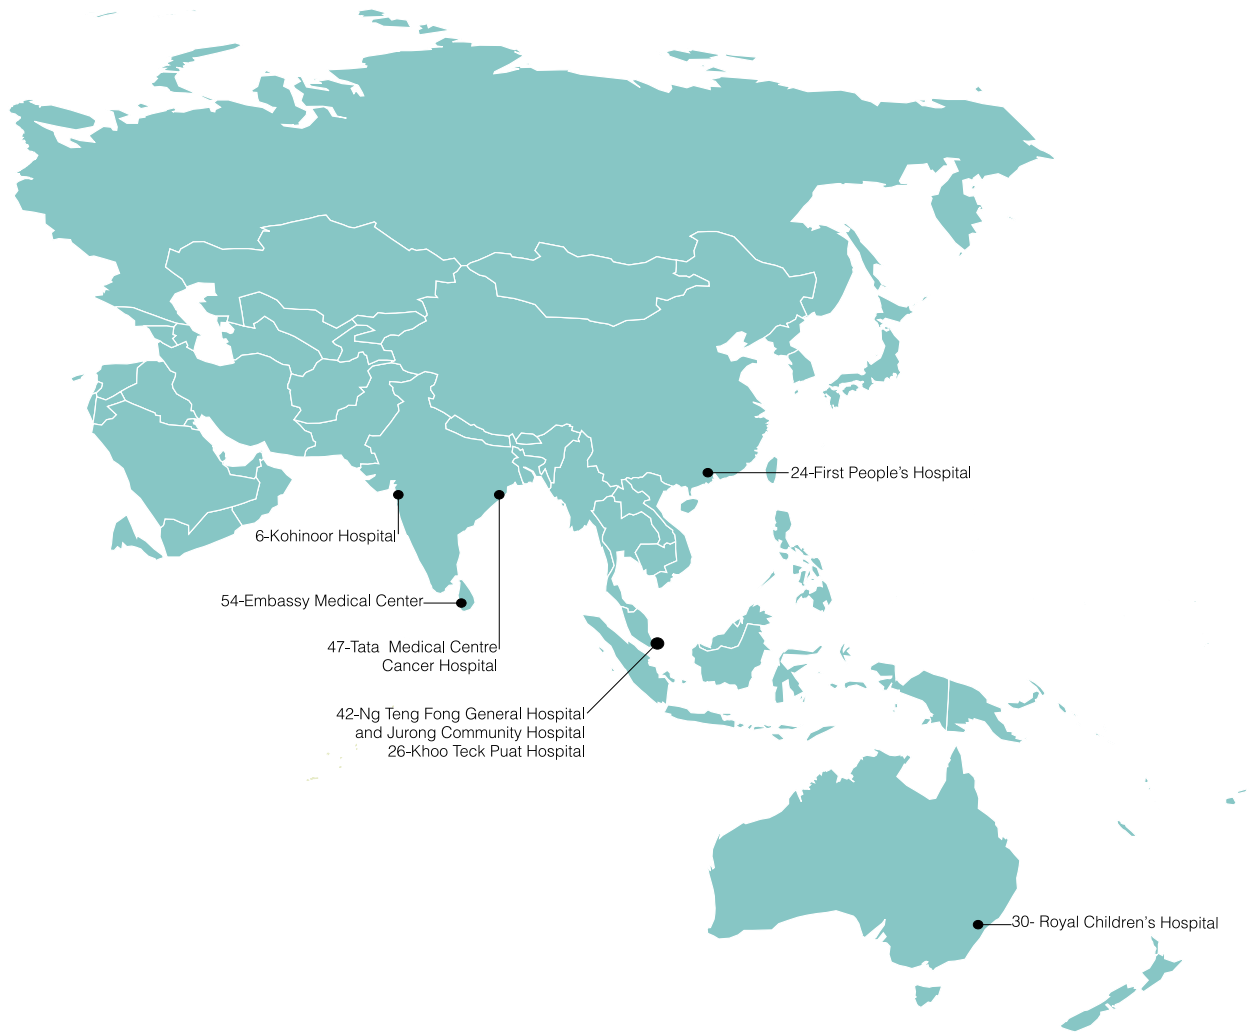 24-First People’s Hospital
6-Kohinoor Hospital
54-Embassy Medical Center
47-Tata  Medical Centre
Cancer Hospital
42-Ng Teng Fong General Hospital
and Jurong Community Hospital
26-Khoo Teck Puat Hospital
30- Royal Children’s Hospital